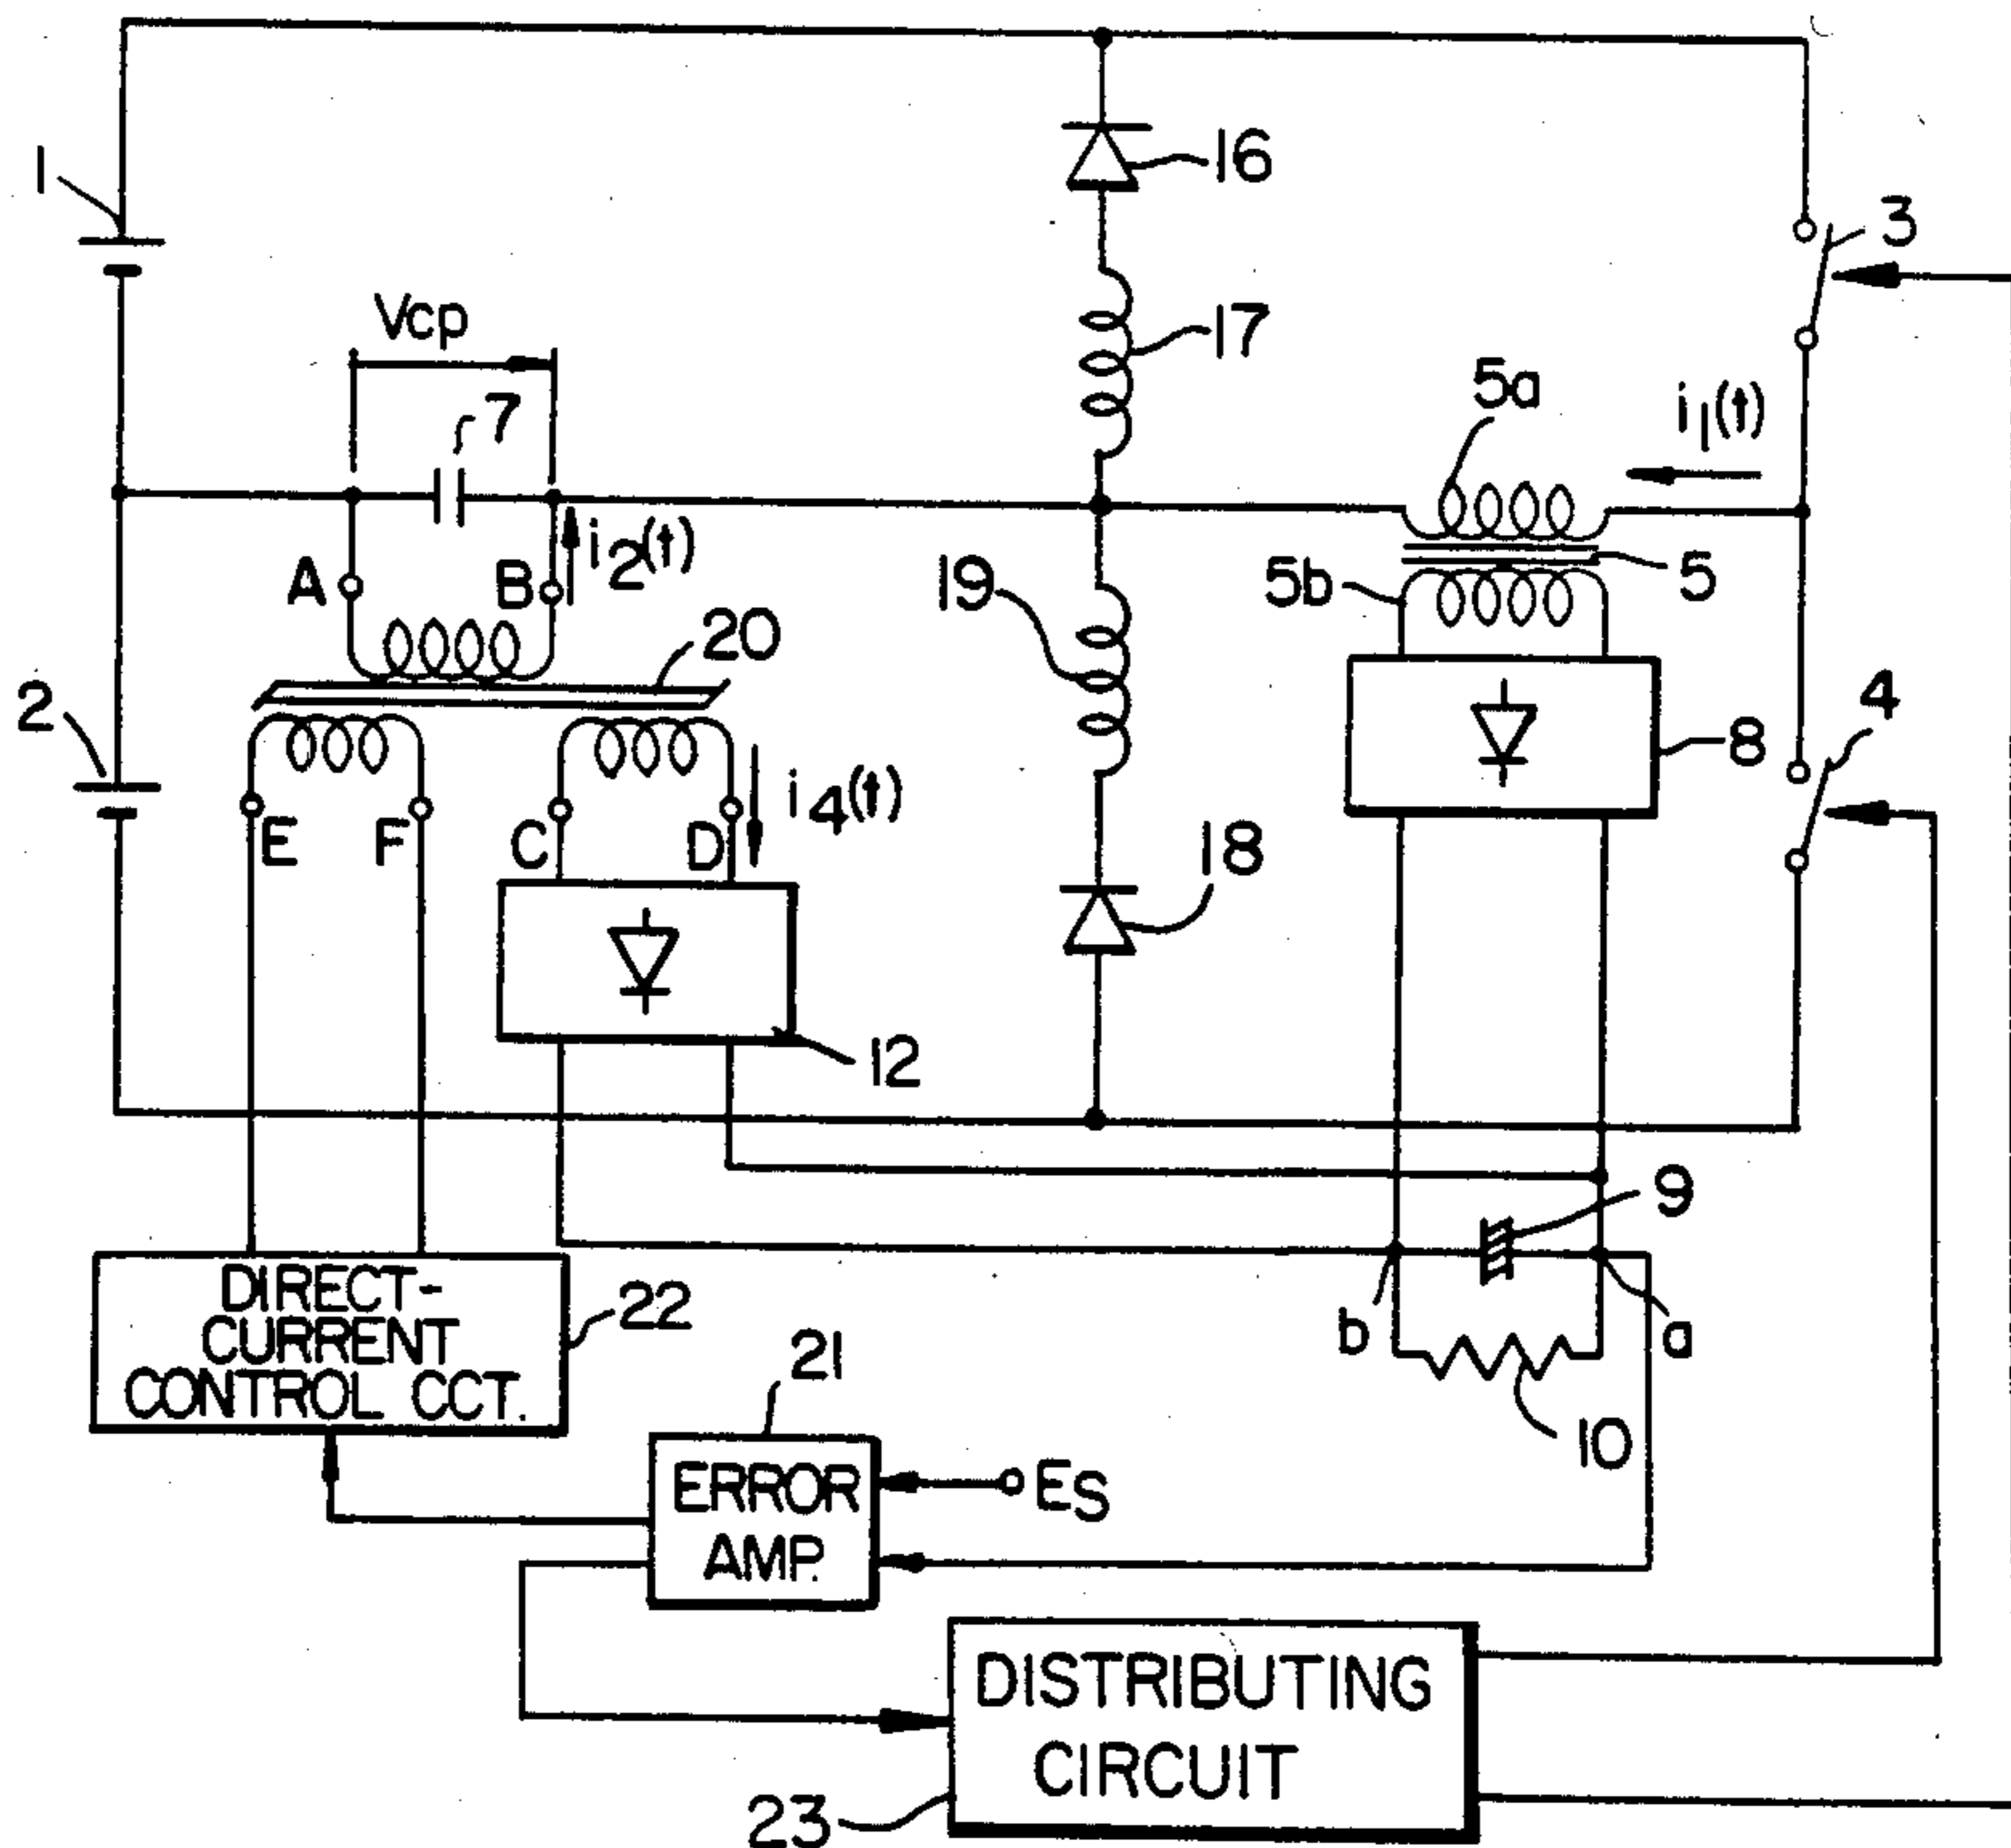 1
16
3
Vcp
17
5a
i1(t)
7
A
B
i2(t)
19
5b
5
20
2
4
8
i4(t)
E
F
C
D
18
12
9
DIRECT-
CURRENT
CONTROL CCT.
22
b
a
21
10
ERROR
AMP.
ES
DISTRIBUTING
CIRCUIT
23